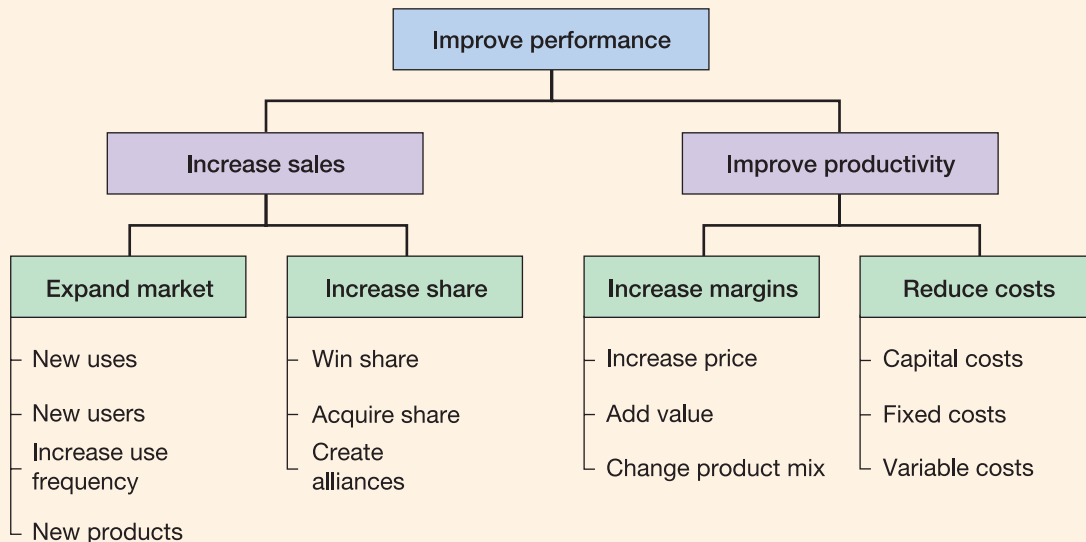 Improve performance
Increase sales
Improve productivity
Expand market
Increase share
Increase margins
Reduce costs
New uses
New users
Increase use
frequency
New products
Win share
Acquire share
Create
alliances
Increase price
Add value
Change product mix
Capital costs
Fixed costs
Variable costs